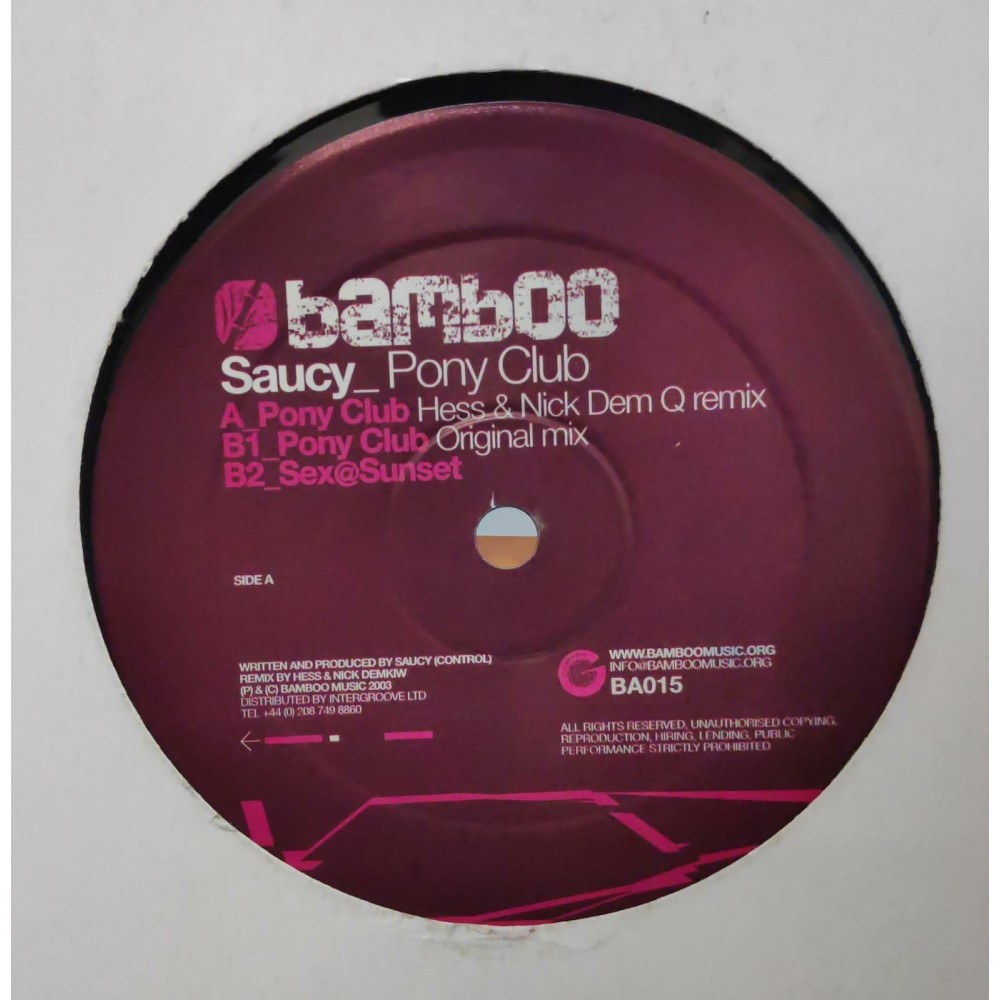 bamboo
Saucy_ Pony Club
A_Pony Club Hess & Nick Dem Q remix
B1_Pony Club Original mix
B2_Sex@Sunset
SIDE A
WRITTEN AND PRODUCED BY SAUCY (CONTROL)
REMIX BY HESS & NICK DEMKIW
(P) & (C) BAMBOO MUSIC 2003
DISTRIBUTED BY INTERGROOVE LTD
TEL +44 (0) 208 749 8860
WWW.BAMBOOMUSIC.ORG
INFO@BAMBOOMUSIC.ORG
BA015
ALL RIGHTS RESERVED, UNAUTHORISED COPYING,
REPRODUCTION, HIRING, LENDING, PUBLIC
PERFORMANCE STRICTLY PROHIBITED